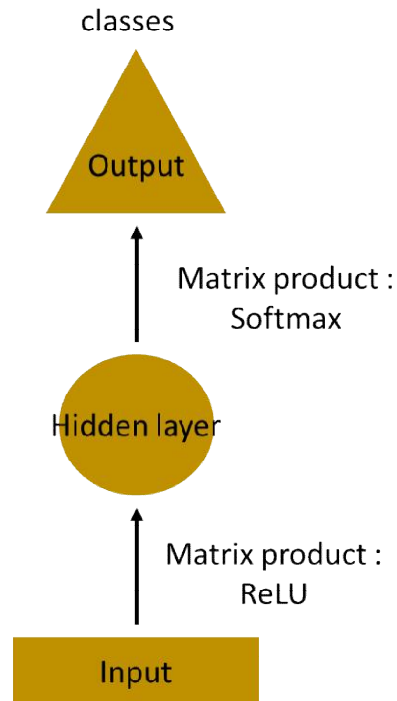 classes
Output
Matrix product :
Softmax
Hidden layer
Matrix product :
ReLU
Input